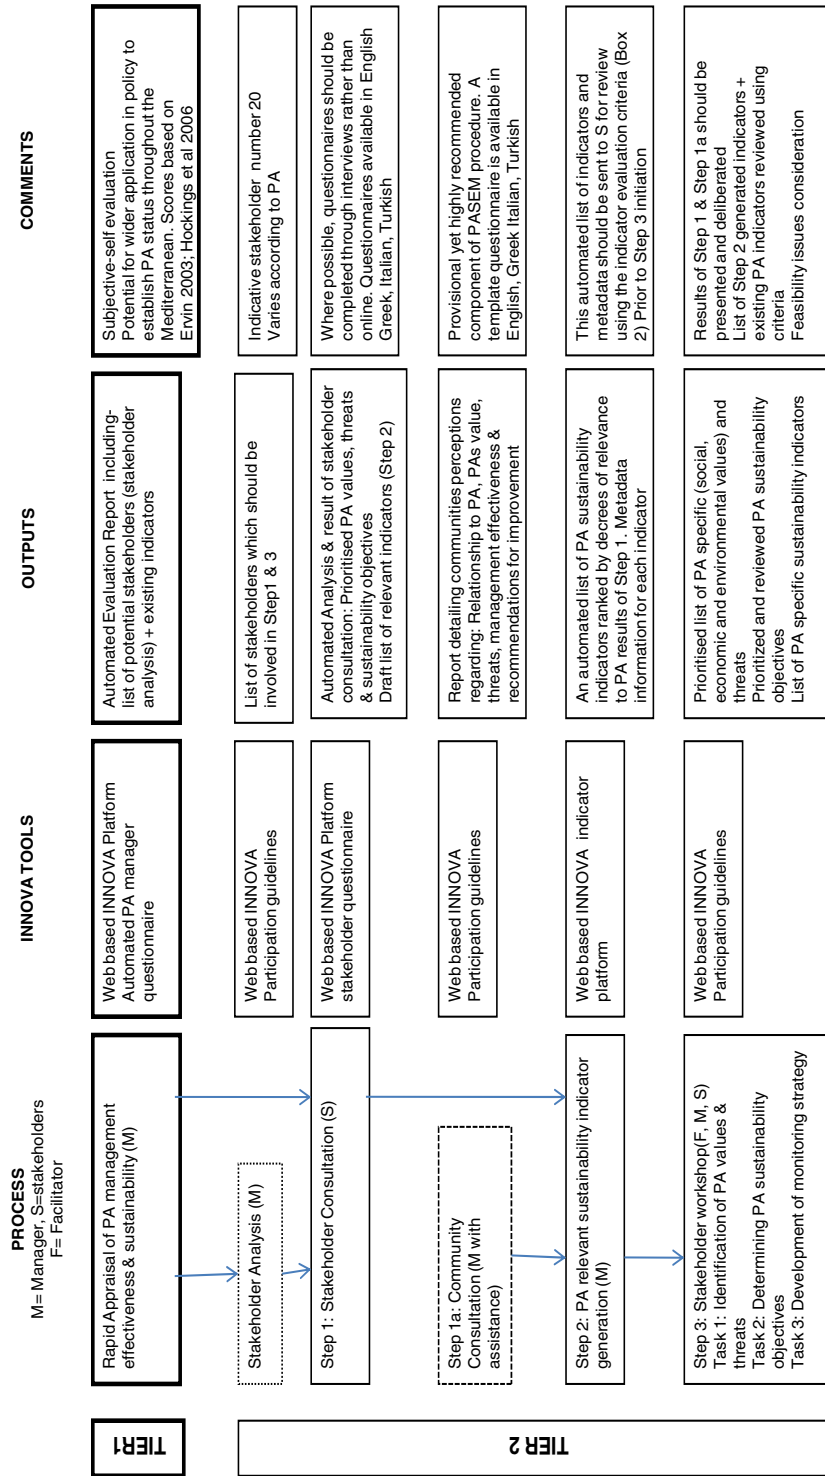 PROCESS
M= Manager, S=stakeholders
F= Facilitator
INNOVA TOOLS
OUTPUTS
COMMENTS
TIER1
Rapid Appraisal of PA management
effectiveness & sustainability (M)
Web based INNOVA Platform
Automated PA manager
questionnaire
Automated Evaluation Report including-
list of potential stakeholders (stakeholder
analysis) + existing indicators
Subjective-self evaluation
Potential for wider application in policy to
establish PA status throughout the
Mediterranean. Scores based on
Ervin 2003; Hockings et al 2006
TIER 2
Stakeholder Analysis (M)
Web based INNOVA
Participation guidelines
List of stakeholders which should be
involved in Step1 & 3
Indicative stakeholder number 20
Varies according to PA
Step 1: Stakeholder Consultation (S)
Web based INNOVA Platform
stakeholder questionnaire
Automated Analysis & result of stakeholder
consultation: Prioritised PA values, threats
& sustainability objectives
Draft list of relevant indicators (Step 2)
Where possible, questionnaires should be
completed through interviews rather than
online. Questionnaires available in English
Greek, Italian, Turkish
Step 1a: Community
Consultation (M with
assistance)
Web based INNOVA
Participation guidelines
Report detailing communities perceptions
regarding: Relationship to PA, PAs value,
threats, management effectiveness &
recommendations for improvement
Provisional yet highly recommended
component of PASEM procedure. A
template questionnaire is available in
English, Greek Italian, Turkish
Step 2: PA relevant sustainability indicator
generation (M)
Web based INNOVA indicator
platform
An automated list of PA sustainability
indicators ranked by decrees of relevance
to PA results of Step 1. Metadata
information for each indicator
This automated list of indicators and
metadata should be sent to S for review
using the indicator evaluation criteria (Box
2) Prior to Step 3 initiation
Step 3: Stakeholder workshop(F, M, S)
Task 1: Identification of PA values &
threats
Task 2: Determining PA sustainability
objectives
Task 3: Development of monitoring strategy
Web based INNOVA
Participation guidelines
Prioritised list of PA specific (social,
economic and environmental values) and
threats
Prioritized and reviewed PA sustainability
objectives
List of PA specific sustainability indicators
Results of Step 1 & Step 1a should be
presented and deliberated
List of Step 2 generated indicators +
existing PA indicators reviewed using
criteria
Feasibility issues consideration